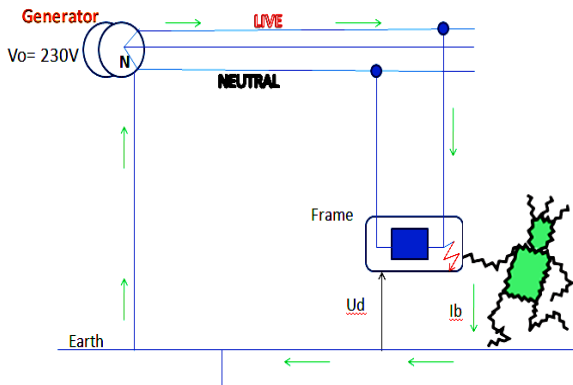 Generator
LIVE
Vo= 230V
N
NEUTRAL
Frame
Ud
Ib
Earth